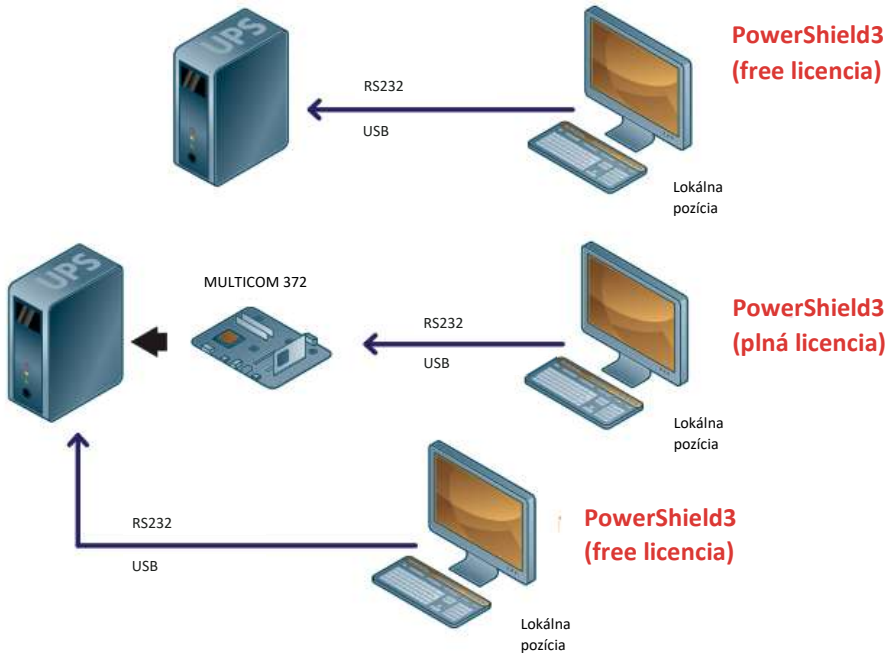 UPS
RS232
USB
PowerShield3
(free licencia)
Lokálna
pozícia
UPS
MULTICOM 372
RS232
USB
PowerShield3
(plná licencia)
Lokálna
pozícia
RS232
USB
PowerShield3
(free licencia)
Lokálna
pozícia